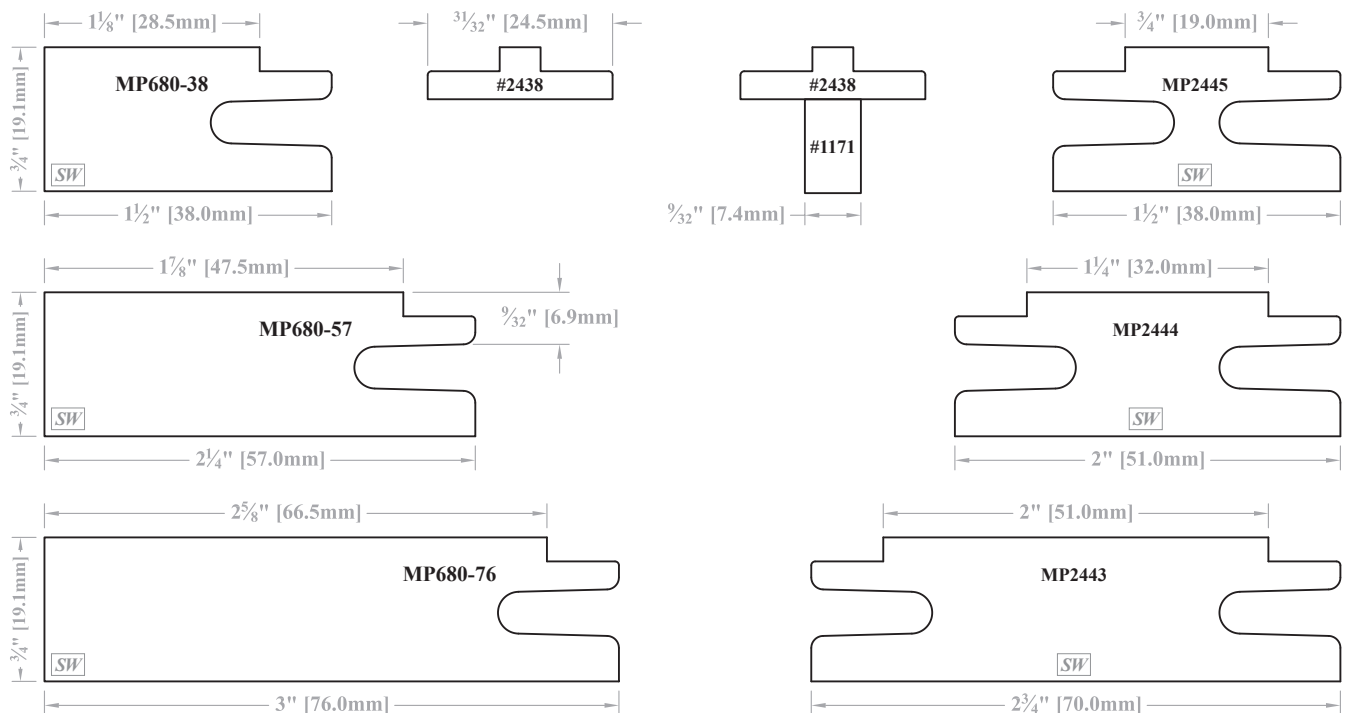 1⅛" [28.5mm]
31/32" [24.5mm]
¾" [19.0mm]
¾" [19.1mm]
MP680-38
#2438
#2438
MP2445
#1171
SW
SW
1½" [38.0mm]
9/32" [7.4mm]
1½" [38.0mm]
1⅞" [47.5mm]
1¼" [32.0mm]
¾" [19.1mm]
MP680-57
9/32" [6.9mm]
MP2444
SW
SW
2¼" [57.0mm]
2" [51.0mm]
2⅝" [66.5mm]
2" [51.0mm]
¾" [19.1mm]
MP680-76
MP2443
SW
SW
3" [76.0mm]
2¾" [70.0mm]